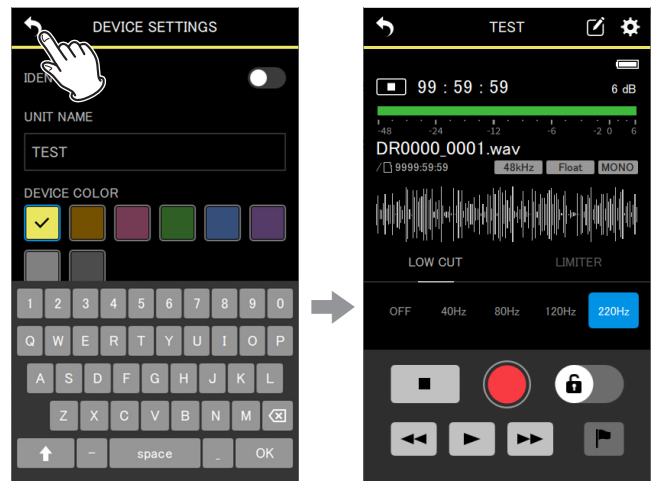 DEVICE SETTINGS
UNIT NAME
TEST
DEVICE COLOR
1 2 3 4 5 6 7 8 9 0
Q W E R T Y U I O P
A S D F G H J K L
Z X C V B N M
- space _ OK
TEST
99 : 59 : 59 6 dB
-48 -24 -12 -6 -2 0 6
DR0000_0001.wav
/ 9999:59:59 48kHz Float MONO
LOW CUT LIMITER
OFF 40Hz 80Hz 120Hz 220Hz